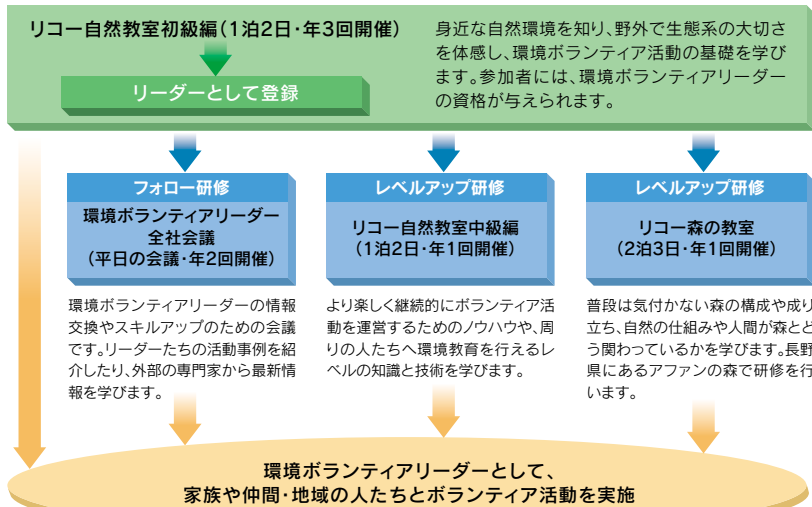 リコー自然教室初級編(1泊2日・年3回開催)
リーダーとして登録
身近な自然環境を知り、野外で生態系の大切さ
を体感し、環境ボランティア活動の基礎を学び
ます。参加者には、環境ボランティアリーダー
の資格が与えられます。
フォロー研修
環境ボランティアリーダー
全社会議
(平日の会議・年2回開催)
環境ボランティアリーダーの情報
交換やスキルアップのための会議
です。リーダーたちの活動事例を紹
介したり、外部の専門家から最新情
報を学びます。
レベルアップ研修
リコー自然教室中級編
(1泊2日・年1回開催)
より楽しく継続的にボランティア活
動を運営するためのノウハウや、周
りの人たちへ環境教育を行えるレ
ベルの知識と技術を学びます。
レベルアップ研修
リコー森の教室
(2泊3日・年1回開催)
普段は気付かない森の構成や成り
立ち、自然の仕組みや人間が森とど
う関わっているかを学びます。長野
県にあるアファンの森で研修を行
います。
環境ボランティアリーダーとして、
家族や仲間・地域の人たちとボランティア活動を実施